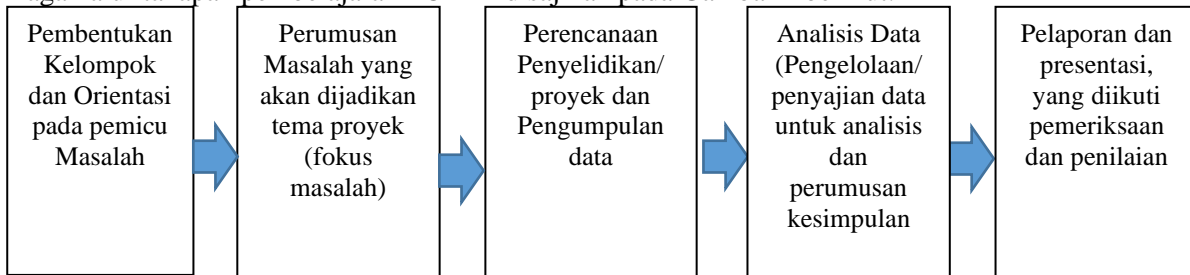 Pembentukan
Kelompok
dan Orientasi
pada pemicu
Masalah
Perumusan
Masalah yang
akan dijadikan
tema proyek
(fokus
masalah)
Perencanaan
Penyelidikan/
proyek dan
Pengumpulan
data
Analisis Data
(Pengelolaan/
penyajian data
untuk analisis
dan
perumusan
kesimpulan
Pelaporan dan
presentasi,
yang diikuti
pemeriksaan
dan penilaian